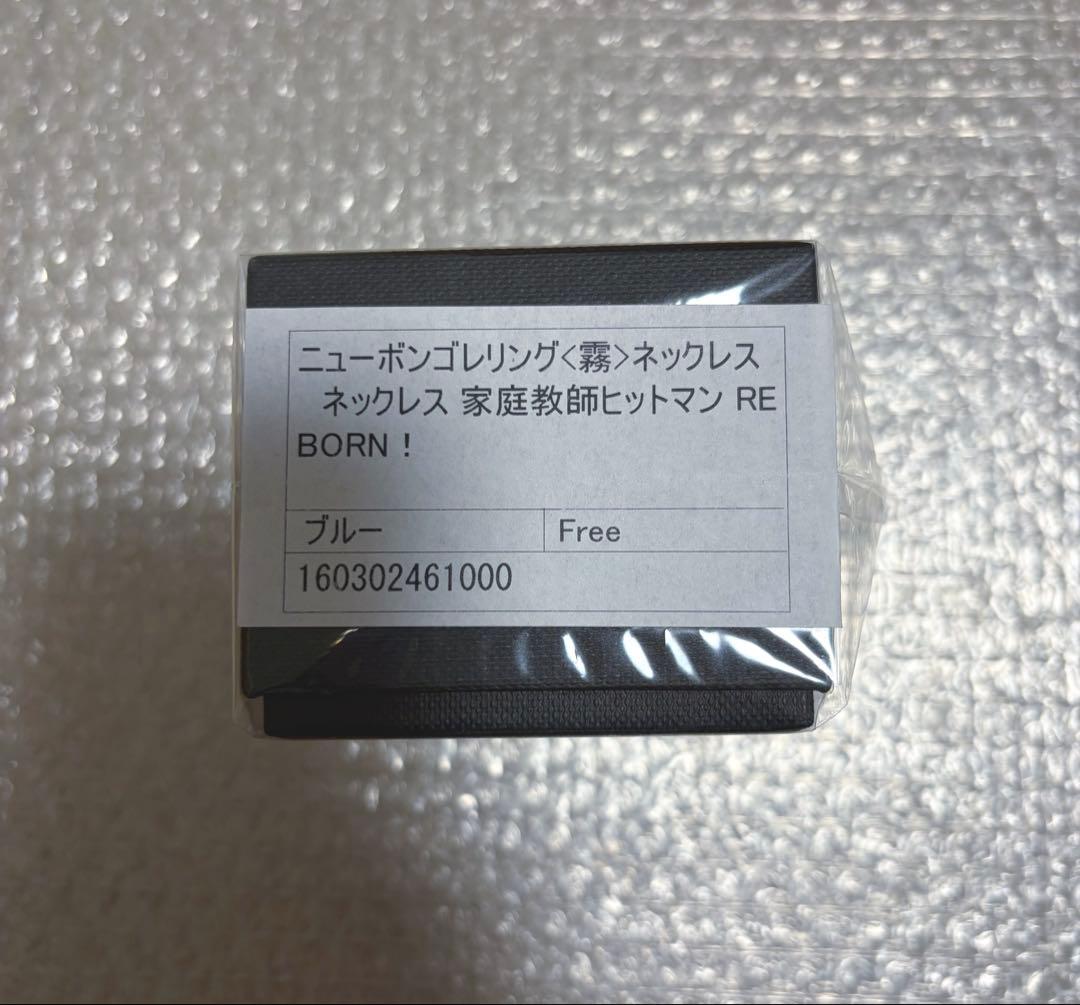 ニューボンゴレリング<霧>ネックレス
ネックレス 家庭教師ヒットマン RE
BORN！
ブルー
Free
160302461000